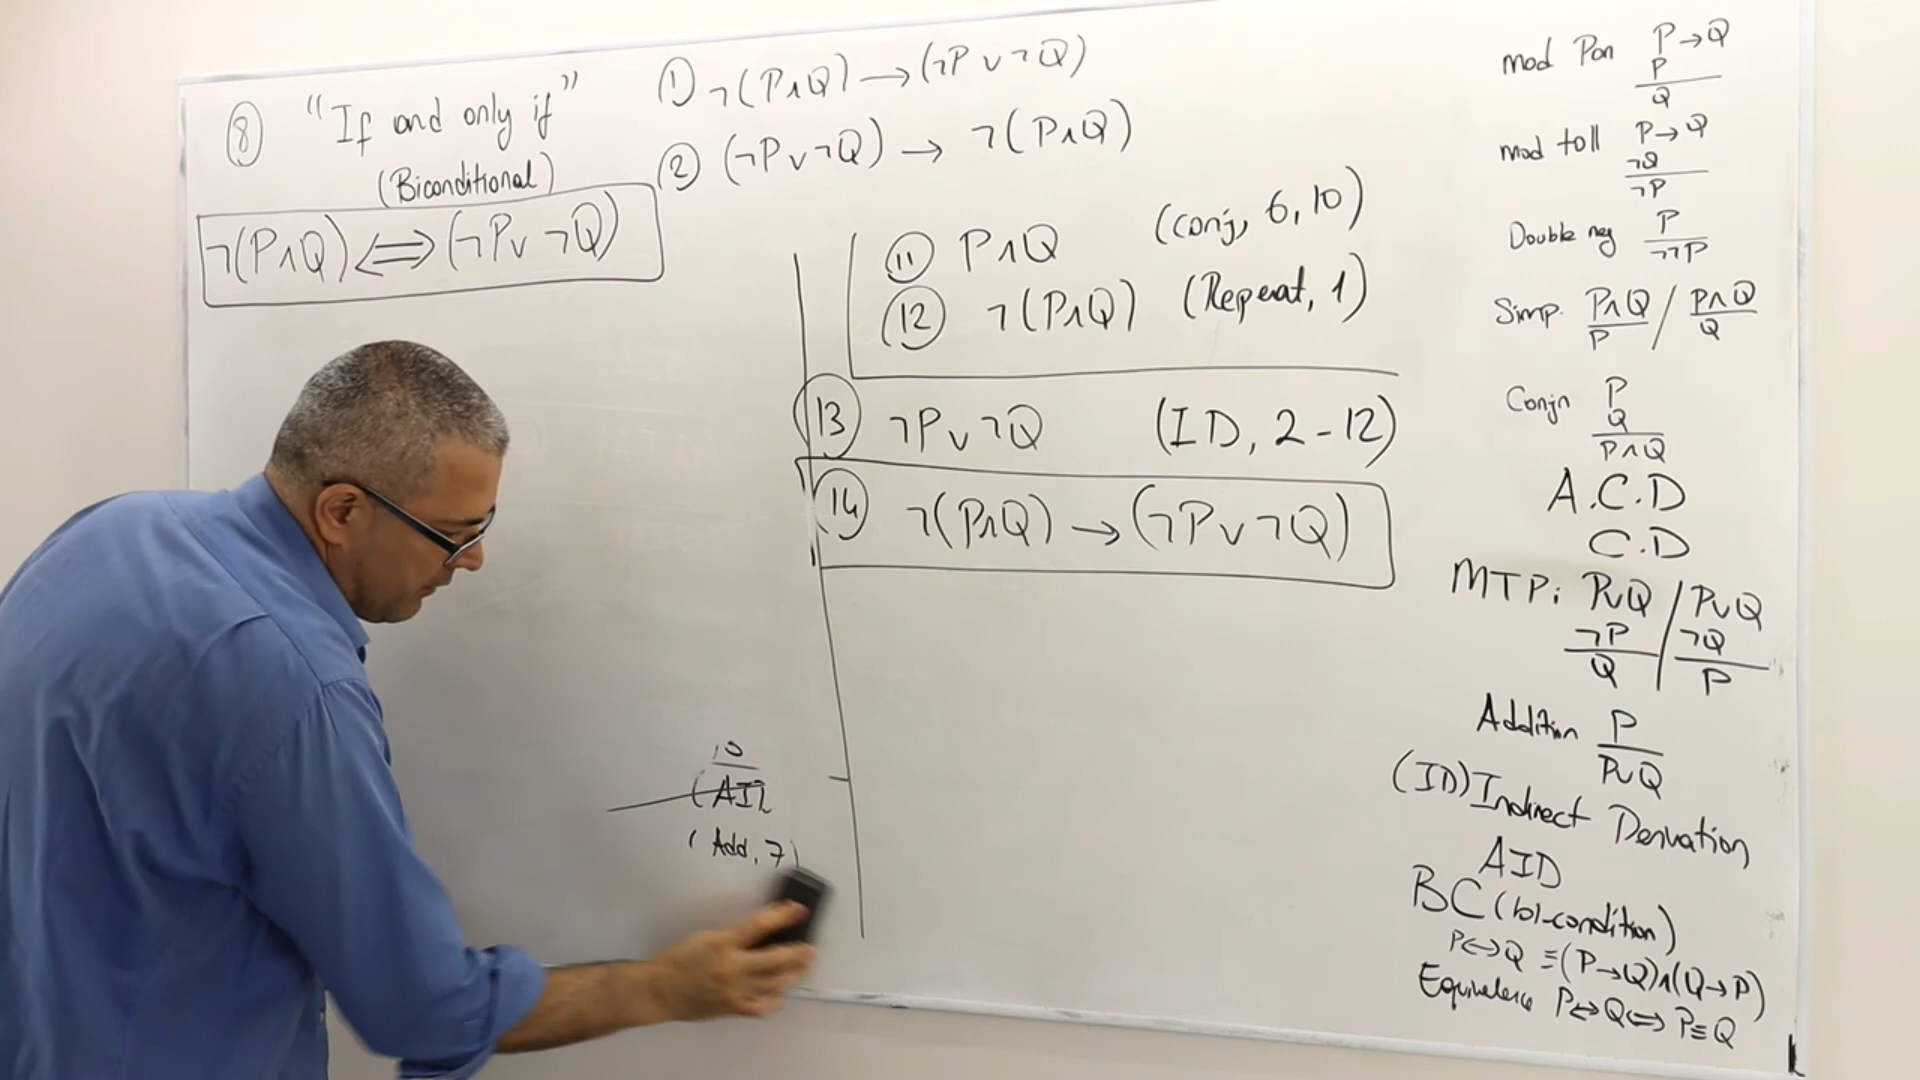 ⑧ "If and only if"
(Biconditional)
¬(P∧Q) ⟺ (¬P∨ ¬Q)
① ¬(P∧Q) → (¬P ∨ ¬Q)
② (¬P∨¬Q) → ¬(P∧Q)
⑪ P∧Q (conj, 6, 10)
⑫ ¬(P∧Q) (Repeat, 1)
⑬ ¬P∨¬Q (ID, 2-12)
⑭ ¬(P∧Q) → (¬P∨¬Q)
(Add, 7)
mod Pon P→Q
P
Q
mod toll P→Q
¬Q
¬P
Double neg P
¬¬P
Simp. P∧Q / P∧Q
P Q
Conjn P
Q
P∧Q
A.C.D
C.D
MTP: P∨Q / P∨Q
¬P ¬Q
Q P
Addition P
P∨Q
(ID) Indirect Derivation
AID
BC (bi-condition)
P↔Q ≡ (P→Q)∧(Q→P)
Equivalence P↔Q ⟺ P≡Q